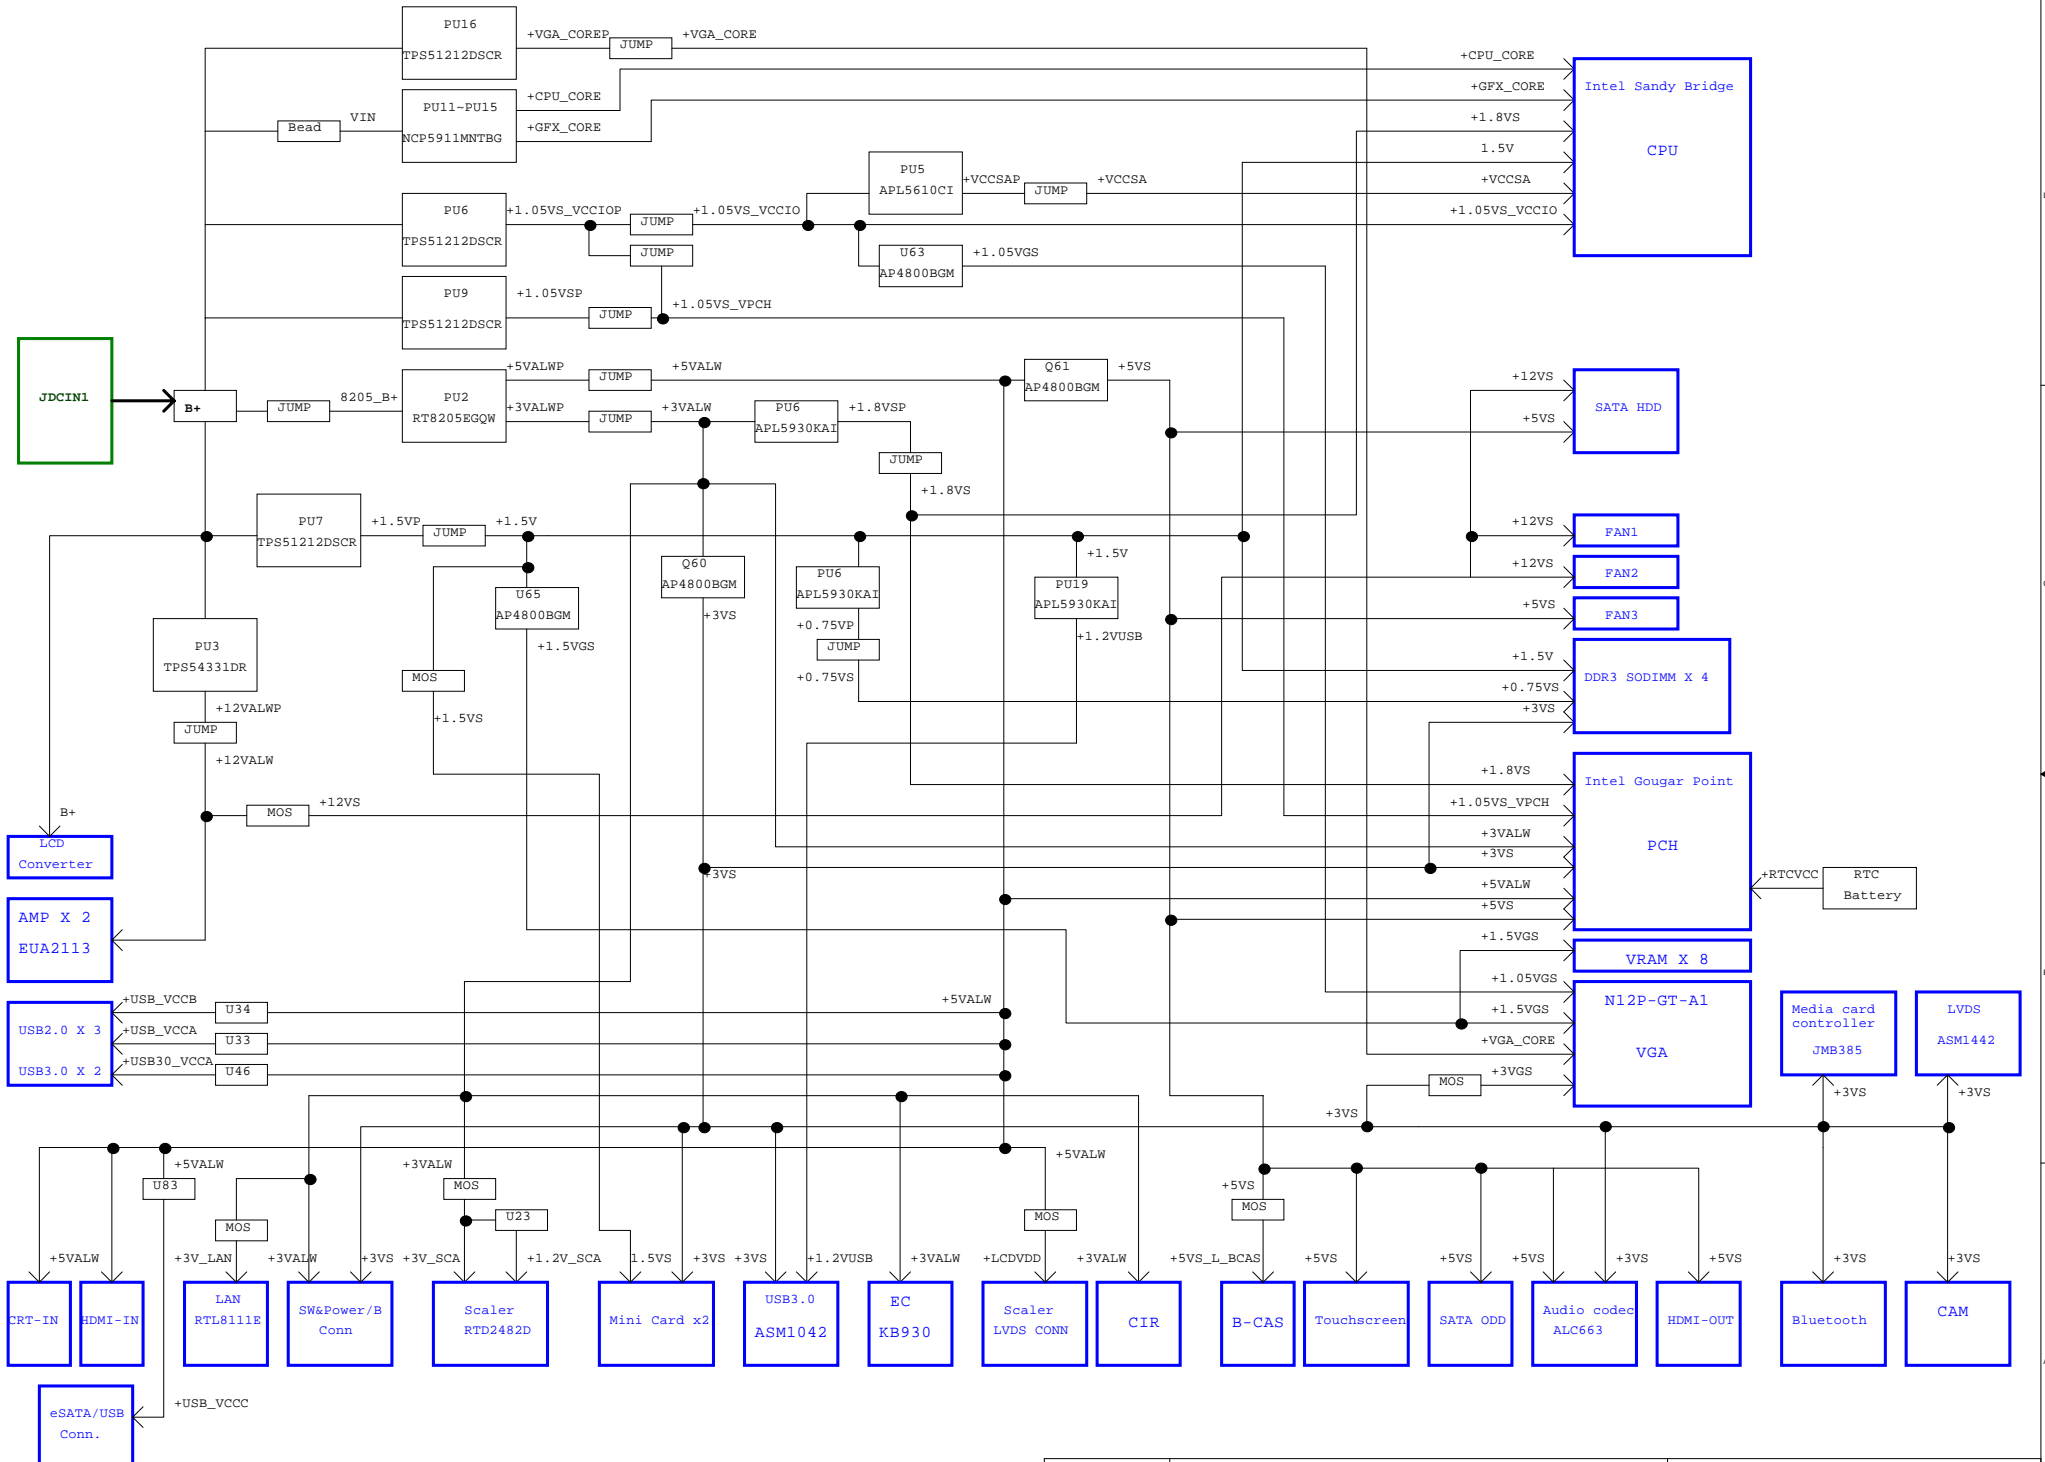 PU16
TPS51212DSCR
+VGA_COREP
JUMP
+VGA_CORE
PU11~PU15
NCP5911MNTBG
Bead
VIN
+CPU_CORE
+GFX_CORE
+CPU_CORE
+GFX_CORE
+1.8VS
1.5V
+VCCSA
+1.05VS_VCCIO
Intel Sandy Bridge
CPU
PU5
APL5610CI
+VCCSAP
JUMP
+VCCSA
PU6
TPS51212DSCR
+1.05VS_VCCIOP
JUMP
+1.05VS_VCCIO
JUMP
U63
AP4800BGM
+1.05VGS
PU9
TPS51212DSCR
+1.05VSP
JUMP
+1.05VS_VPCH
JDCIN1
B+
JUMP
8205_B+
PU2
RT8205EGQW
+5VALWP
JUMP
+5VALW
+3VALWP
JUMP
+3VALW
Q61
AP4800BGM
+5VS
PU6
APL5930KAI
+1.8VSP
JUMP
+1.8VS
+12VS
+5VS
SATA HDD
PU7
TPS51212DSCR
+1.5VP
JUMP
+1.5V
+12VS
FAN1
+12VS
FAN2
+5VS
FAN3
U65
AP4800BGM
+1.5VGS
Q60
AP4800BGM
+3VS
PU6
APL5930KAI
+0.75VP
JUMP
+0.75VS
+1.5V
PU19
APL5930KAI
+1.2VUSB
PU3
TPS54331DR
+12VALWP
JUMP
+12VALW
MOS
+1.5VS
+1.5V
+0.75VS
+3VS
DDR3 SODIMM X 4
B+
MOS
+12VS
LCD
Converter
AMP X 2
EUA2113
+3VS
+1.8VS
+1.05VS_VPCH
+3VALW
+3VS
+5VALW
+5VS
Intel Gougar Point
PCH
+RTCVCC
RTC
Battery
+1.5VGS
VRAM X 8
+1.05VGS
+1.5VGS
+VGA_CORE
MOS
+3VGS
N12P-GT-A1
VGA
+USB_VCCB
U34
+5VALW
+USB_VCCA
U33
+USB30_VCCA
U46
USB2.0 X 3
USB3.0 X 2
Media card
controller
JMB385
+3VS
LVDS
ASM1442
+3VS
+3VS
+5VALW
U83
MOS
+3VALW
MOS
U23
+5VALW
MOS
+5VS
MOS
+5VALW
+3V_LAN
+3VALW
+3VS
+3V_SCA
+1.2V_SCA
1.5VS
+3VS
+3VS
+1.2VUSB
+3VALW
+LCDVDD
+3VALW
+5VS_L_BCAS
+5VS
+5VS
+5VS
+3VS
+5VS
+3VS
+3VS
CRT-IN
HDMI-IN
LAN
RTL8111E
SW&Power/B
Conn
Scaler
RTD2482D
Mini Card x2
USB3.0
ASM1042
EC
KB930
Scaler
LVDS CONN
CIR
B-CAS
Touchscreen
SATA ODD
Audio codec
ALC663
HDMI-OUT
Bluetooth
CAM
+USB_VCCC
eSATA/USB
Conn.